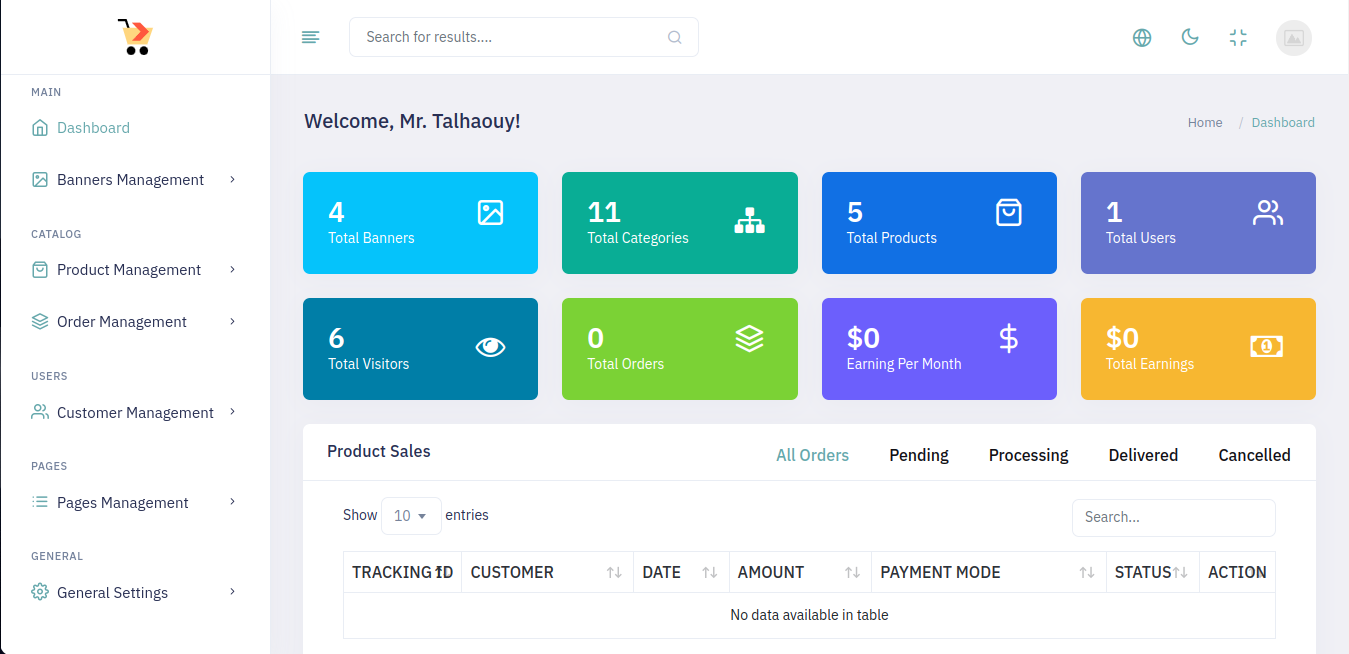 Search for results....
MAIN
Dashboard
Banners Management
CATALOG
Product Management
Order Management
USERS
Customer Management
PAGES
Pages Management
GENERAL
General Settings
Welcome, Mr. Talhaouy!
Home / Dashboard
4
Total Banners
11
Total Categories
5
Total Products
1
Total Users
6
Total Visitors
0
Total Orders
$0
Earning Per Month
$0
Total Earnings
Product Sales
All Orders Pending Processing Delivered Cancelled
Show 10 entries
Search...
TRACKING ID CUSTOMER DATE AMOUNT PAYMENT MODE STATUS ACTION
No data available in table